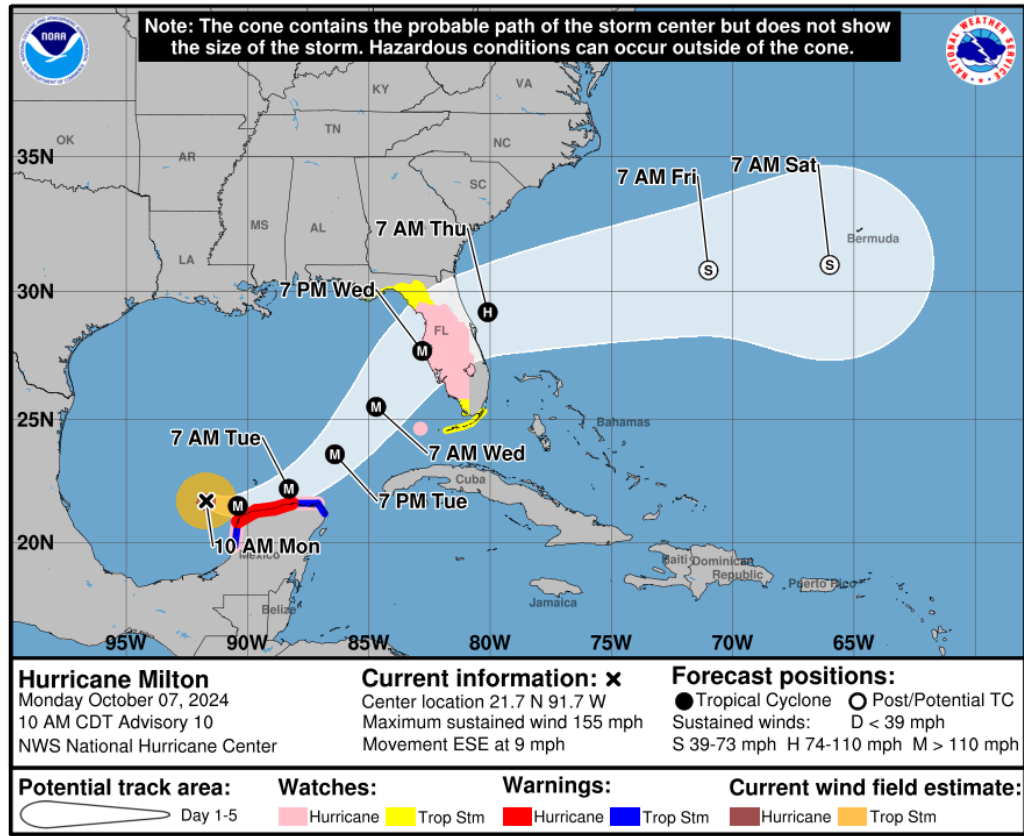 Note: The cone contains the probable path of the storm center but does not show
the size of the storm. Hazardous conditions can occur outside of the cone.
NOAA
NATIONAL WEATHER SERVICE
KY
VA
OK
TN
NC
AR
35N
SC
7 AM Fri
7 AM Sat
MS
AL
7 AM Thu
Bermuda
LA
S
S
30N
7 PM Wed
H
FL
M
M
25N
Bahamas
7 AM Tue
7 AM Wed
M
Cuba
M
7 PM Tue
M
10 AM Mon
20N
Mexico
Haiti
Dominican
Republic
Puerto Rico
Jamaica
Belize
95W
90W
85W
80W
75W
70W
65W
Hurricane Milton
Monday October 07, 2024
10 AM CDT Advisory 10
NWS National Hurricane Center
Current information: ✖
Center location 21.7 N 91.7 W
Maximum sustained wind 155 mph
Movement ESE at 9 mph
Forecast positions:
Tropical Cyclone Post/Potential TC
Sustained winds: D < 39 mph
S 39-73 mph H 74-110 mph M > 110 mph
Potential track area:
Day 1-5
Watches:
Hurricane Trop Stm
Warnings:
Hurricane Trop Stm
Current wind field estimate:
Hurricane Trop Stm